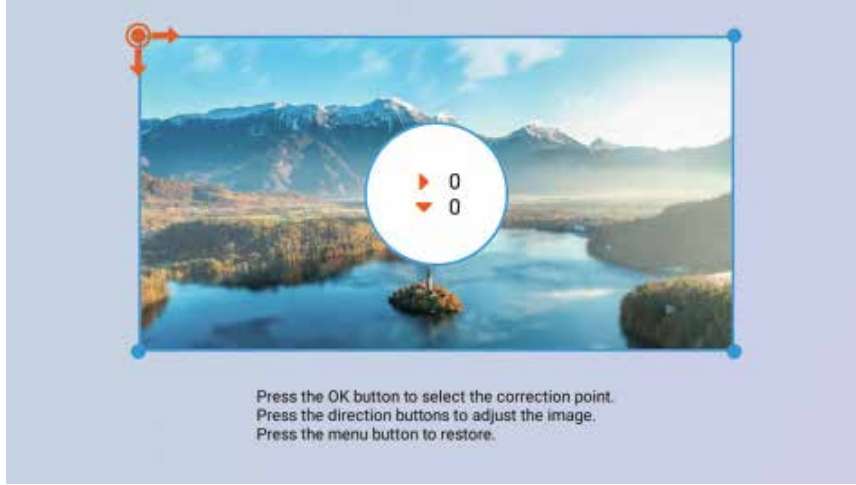 0
0
Press the OK button to select the correction point.
Press the direction buttons to adjust the image.
Press the menu button to restore.